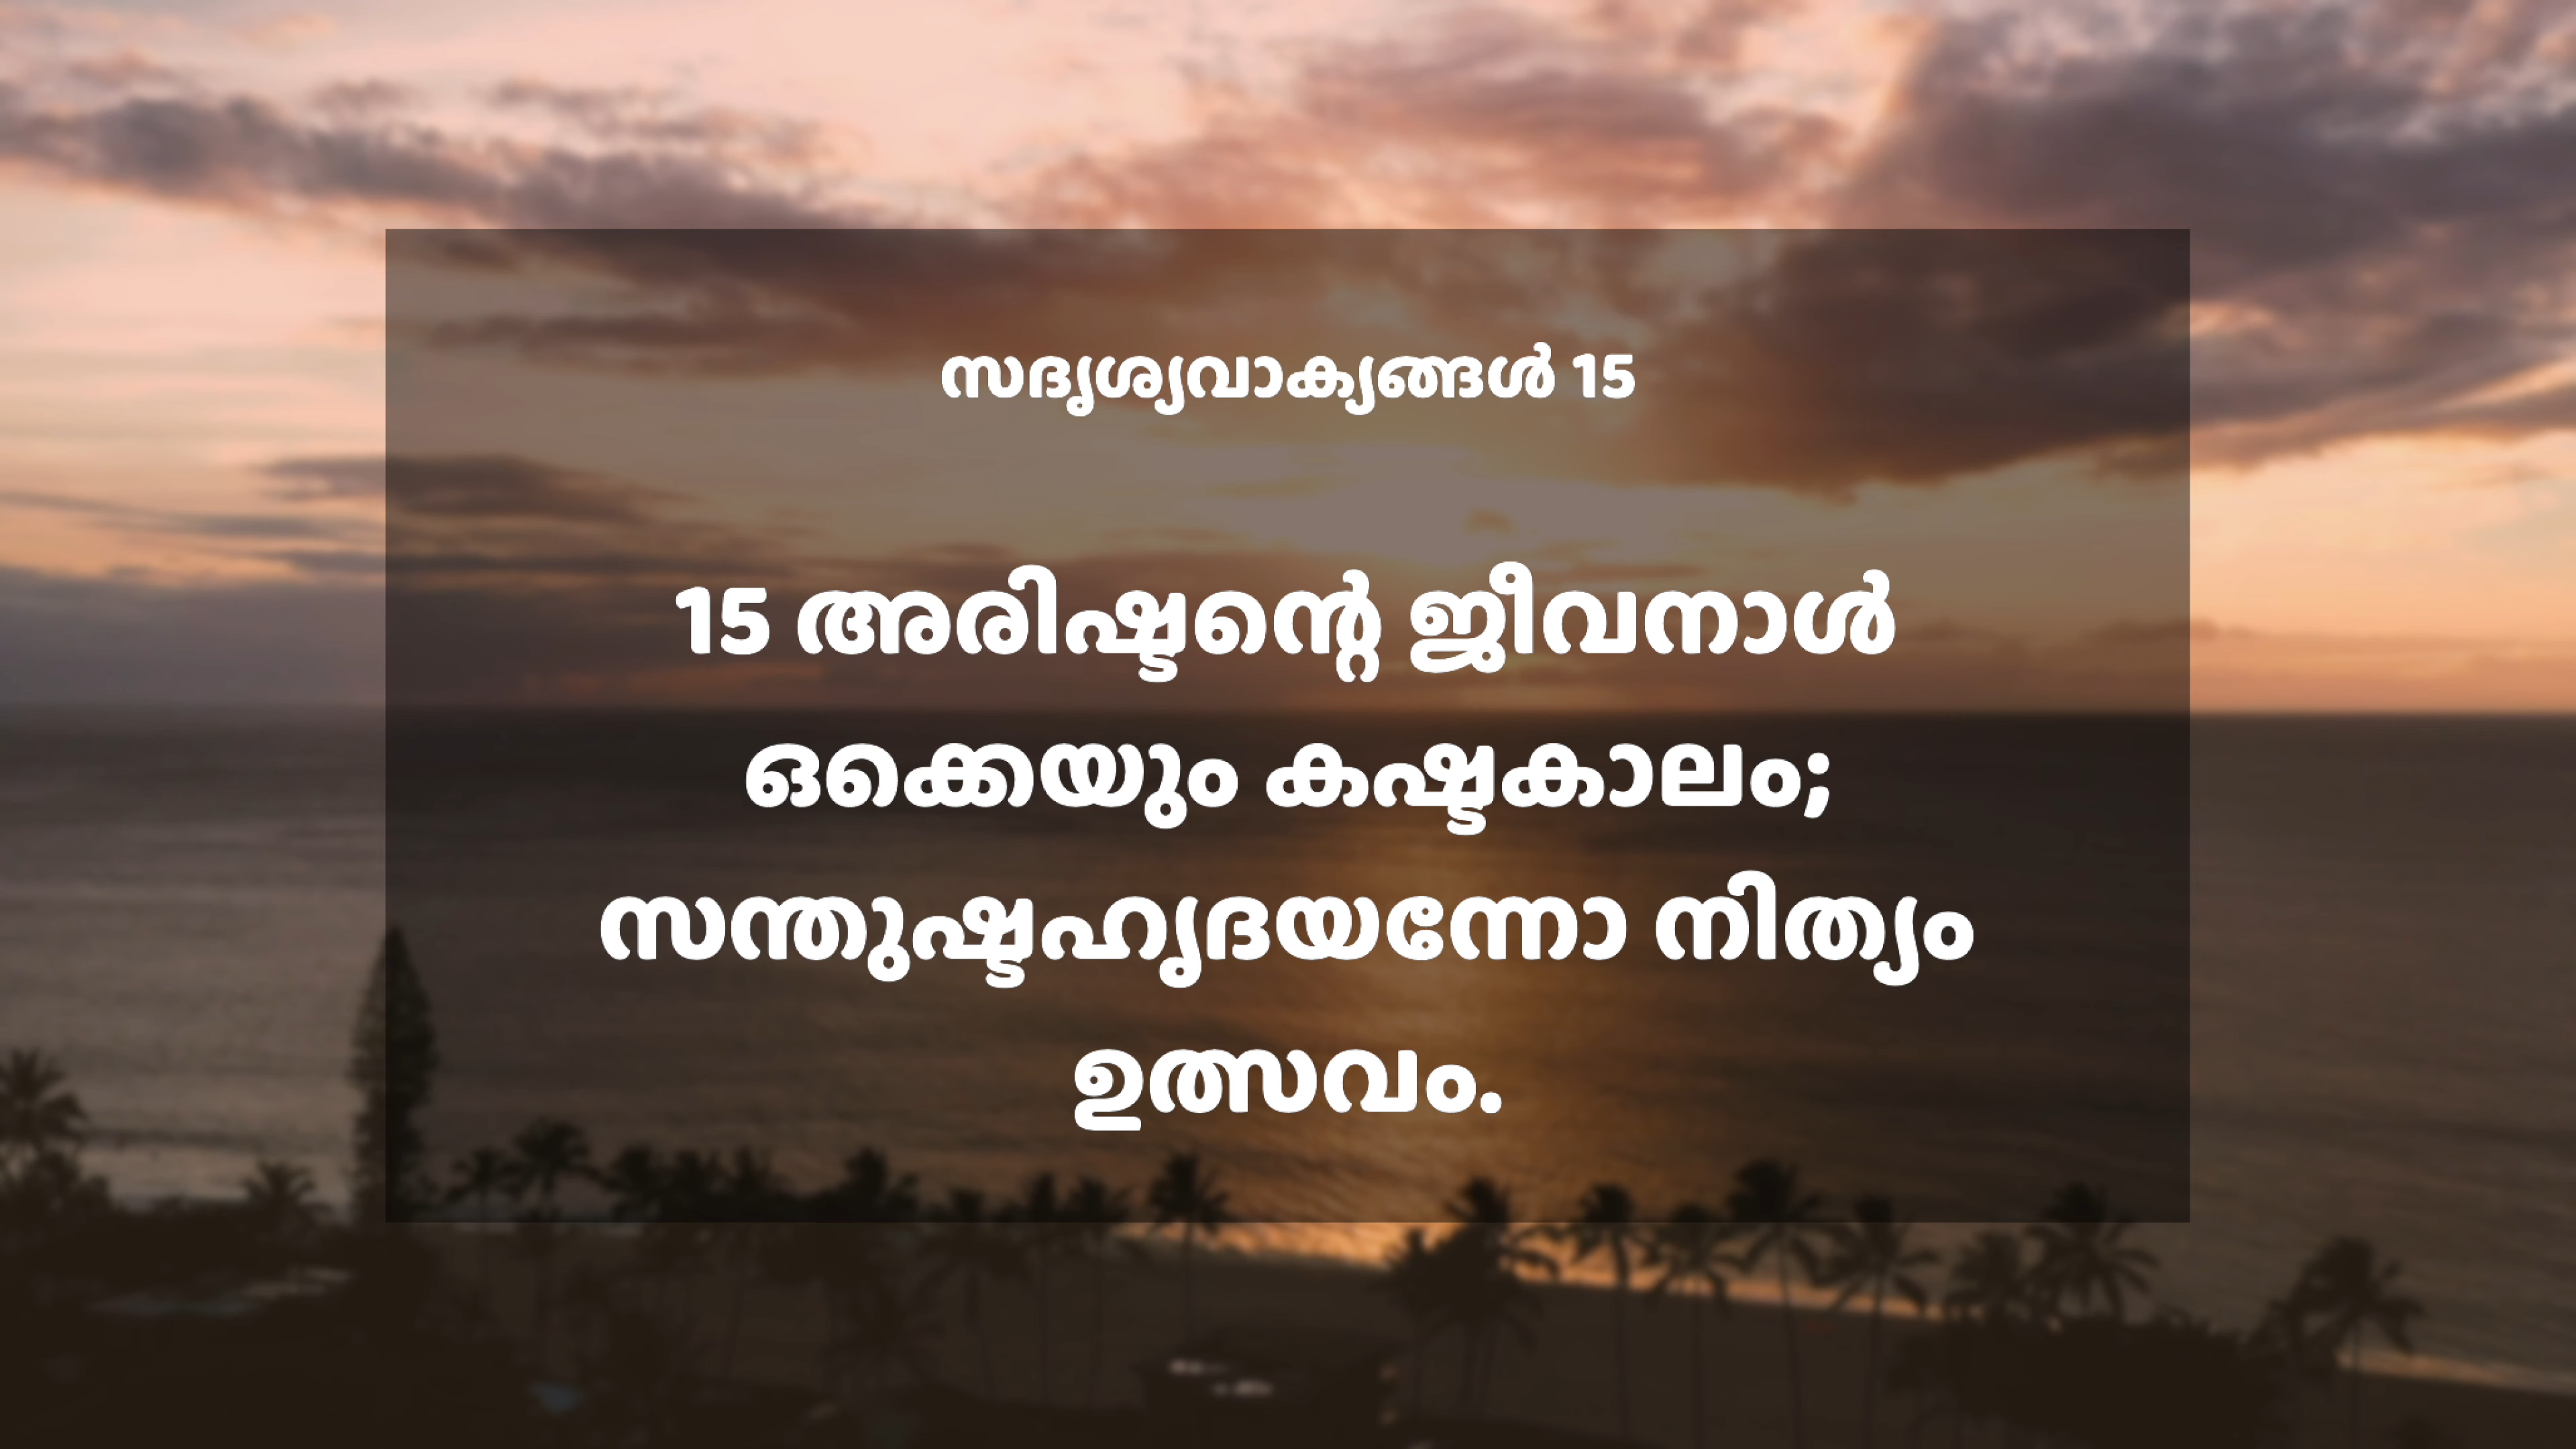 സദൃശ്യവാക്യങ്ങൾ 15
15 അരിഷ്ടന്റെ ജീവനാൾ
ഒക്കെയും കഷ്ടകാലം;
സന്തുഷ്ടഹൃദയന്നോ നിത്യം
ഉത്സവം.